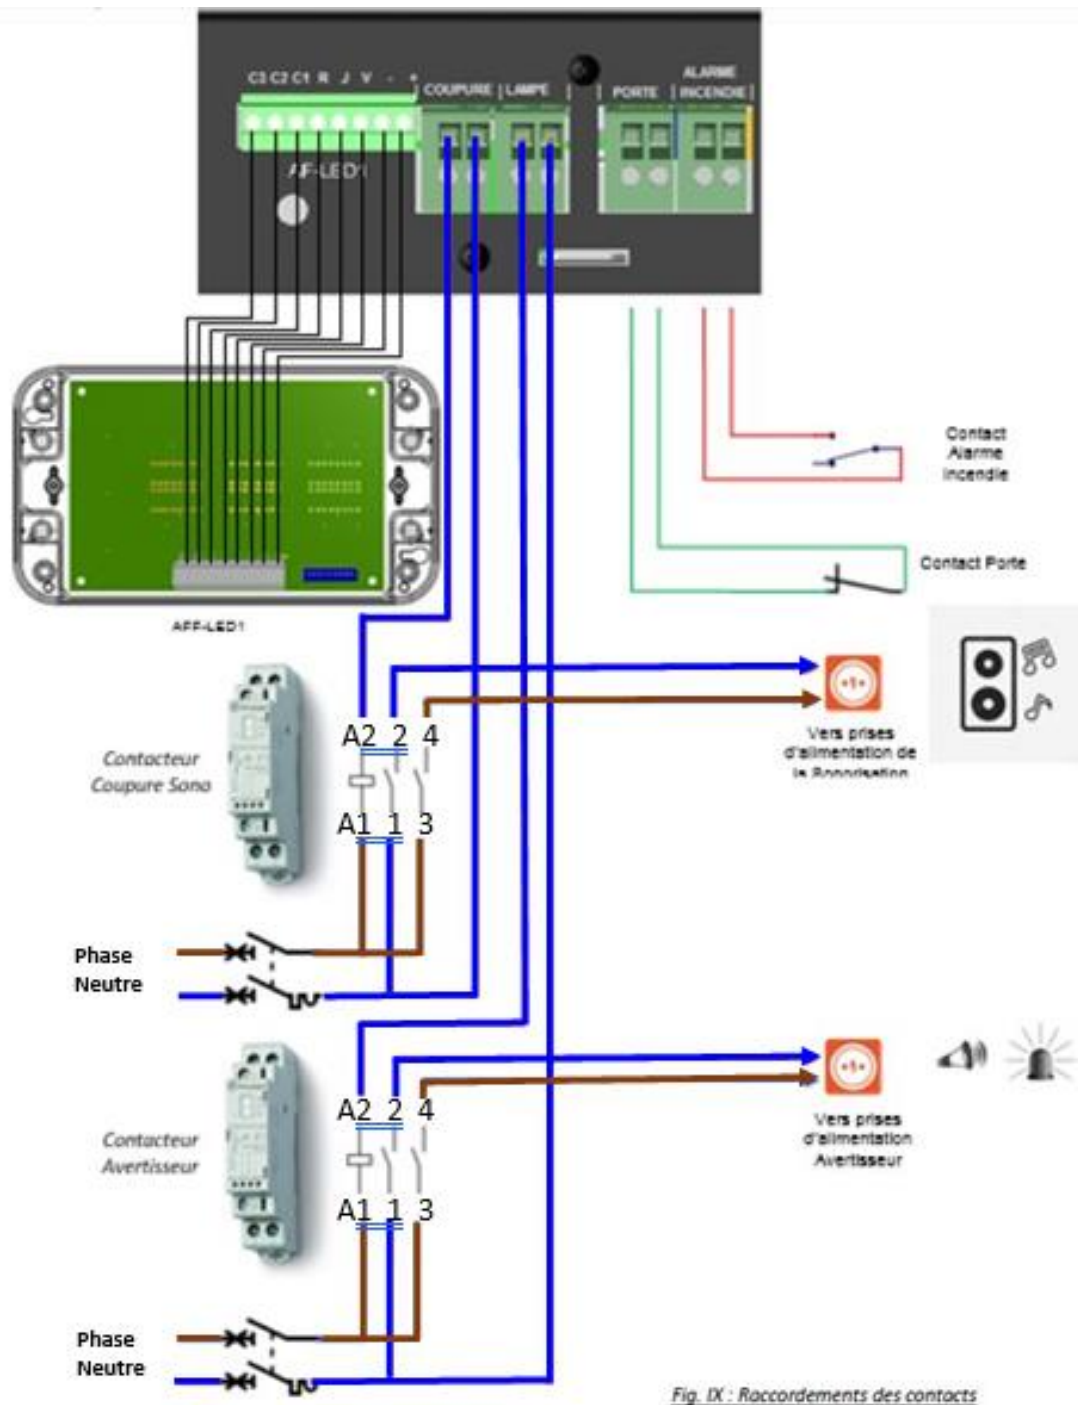 C3 C2 C1 R J V - +
COUPURE | LAMPE |
PORTE
ALARME
INCENDIE
AF-LED1
Contact
Alarme
Incendie
Contact Porte
AFF-LED1
Contacteur
Coupure Sono
A2 2 4
A1 1 3
Vers prises
d'alimentation de
la Sonorisation
Phase
Neutre
Contacteur
Avertisseur
A2 2 4
A1 1 3
Vers prises
d'alimentation
Avertisseur
Phase
Neutre
Fig. IX : Raccordements des contacts